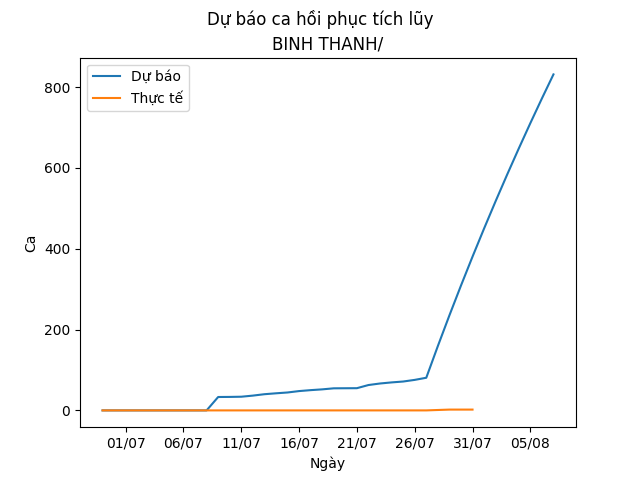 Dự báo ca hồi phục tích lũy
BINH THANH/
Dự báo
Thực tế
800
600
400
200
0
Ca
01/07 06/07 11/07 16/07 21/07 26/07 31/07 05/08
Ngày